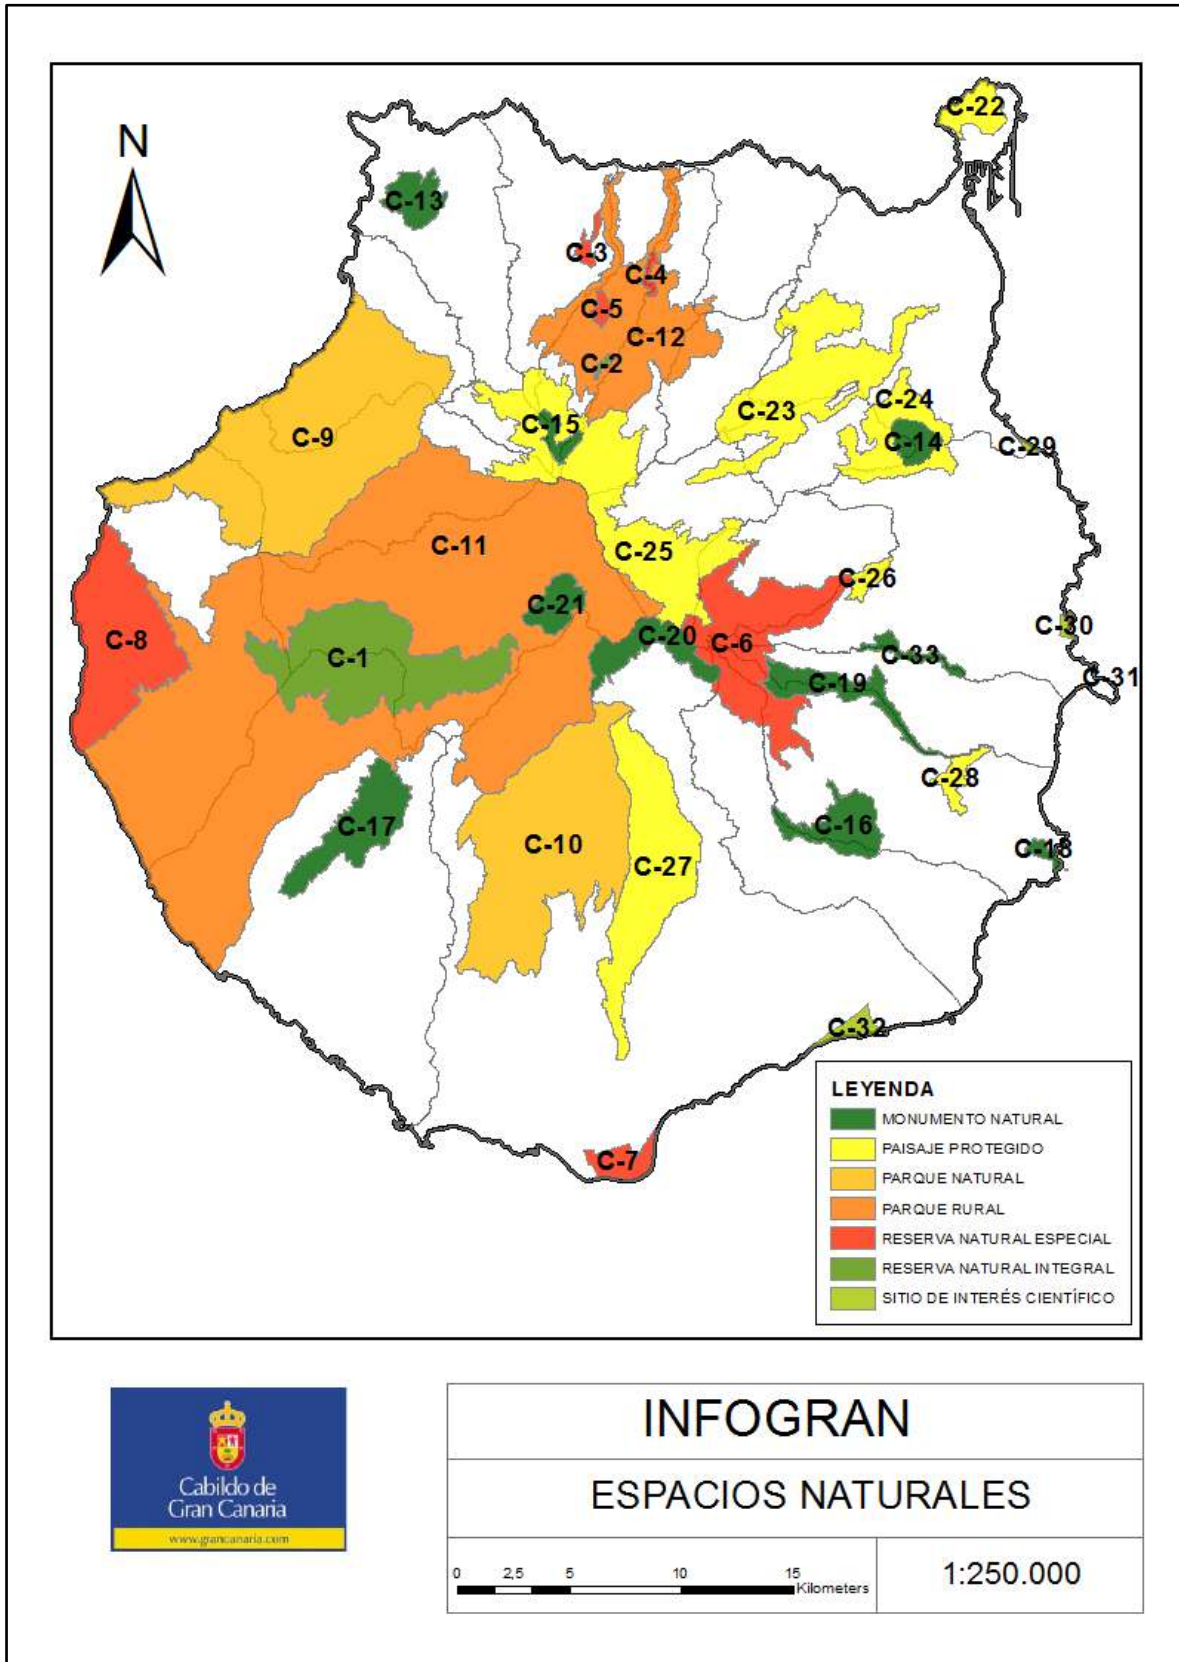 N
C-22
C-13
C-3
C-4
C-5
C-12
C-2
C-9
C-15
C-23
C-24
C-14
C-29
C-11
C-25
C-26
C-21
C-8
C-1
C-20
C-6
C-30
C-33
C-31
C-19
C-28
C-17
C-10
C-27
C-16
C-18
C-32
C-7
LEYENDA
MONUMENTO NATURAL
PAISAJE PROTEGIDO
PARQUE NATURAL
PARQUE RURAL
RESERVA NATURAL ESPECIAL
RESERVA NATURAL INTEGRAL
SITIO DE INTERÉS CIENTÍFICO
Cabildo de
Gran Canaria
www.grancanaria.com
INFOGRAN
ESPACIOS NATURALES
0 2,5 5 10 15
Kilometers
1:250.000